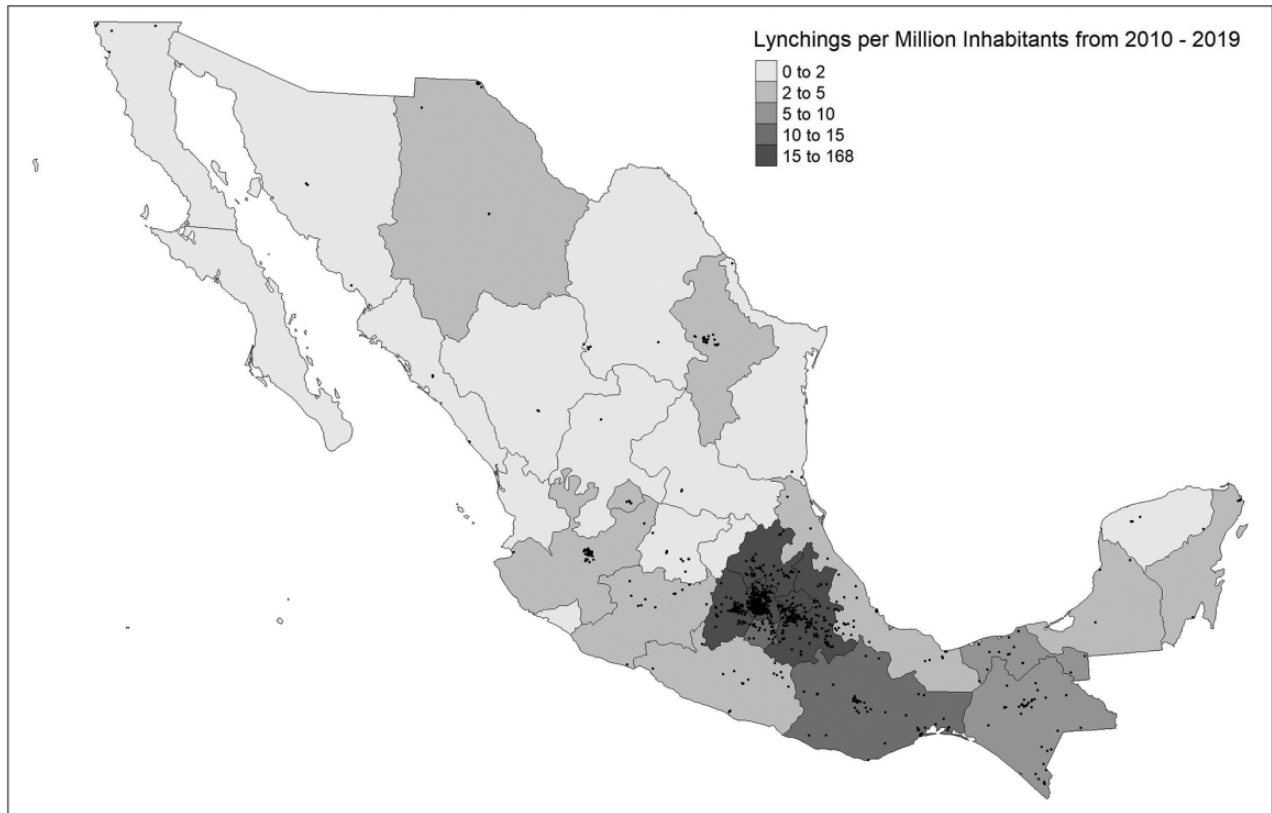 Lynchings per Million Inhabitants from 2010 - 2019
0 to 2
2 to 5
5 to 10
10 to 15
15 to 168